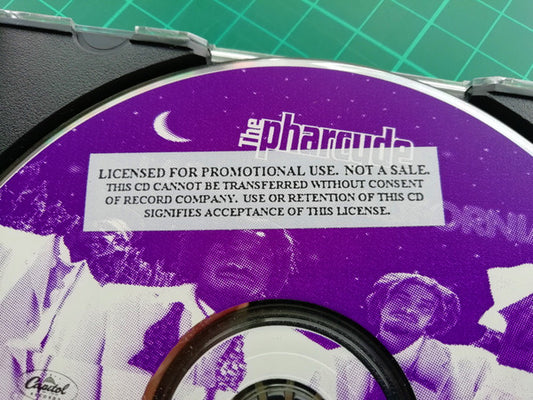 The pharcyde
LICENSED FOR PROMOTIONAL USE. NOT A SALE.
THIS CD CANNOT BE TRANSFERRED WITHOUT CONSENT
OF RECORD COMPANY. USE OR RETENTION OF THIS CD
SIGNIFIES ACCEPTANCE OF THIS LICENSE.
Capitol